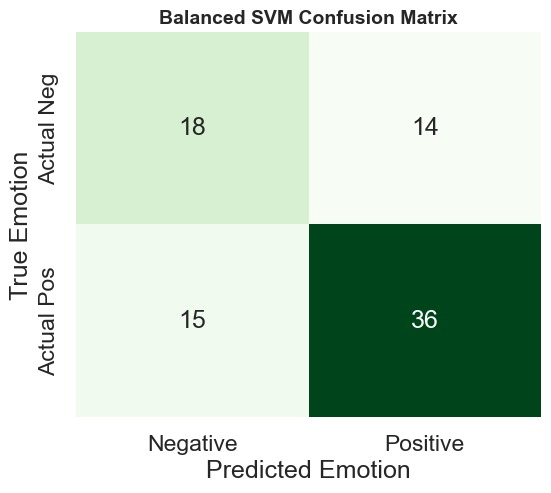 Balanced SVM Confusion Matrix
True Emotion
Actual Neg
18 14
Actual Pos
15 36
Negative Positive
Predicted Emotion